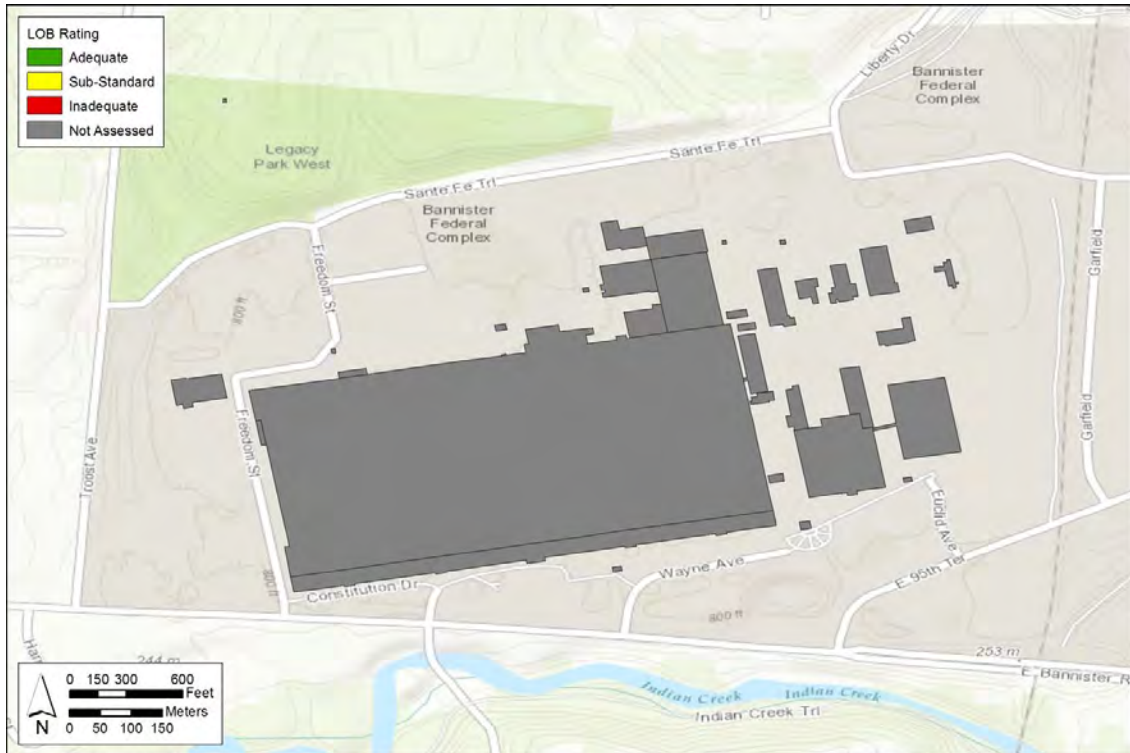 LOB Rating
Adequate
Sub-Standard
Inadequate
Not Assessed
Liberty Dr
Bannister
Federal
Complex
Legacy
Park West
Sante Fe Trl
Sante Fe Trl
Bannister
Federal
Complex
Freedom St
Garfield
800 ft
Troost Ave
Freedom St
Garfield
Euclid Ave
Wayne Ave
E 95th Ter
Constitution Dr
800 ft
800 ft
244 m
253 m
E Bannister R
Indian Creek
Indian Creek
Indian Creek Trl
0 150 300 600
Feet
Meters
0 50 100 150
N